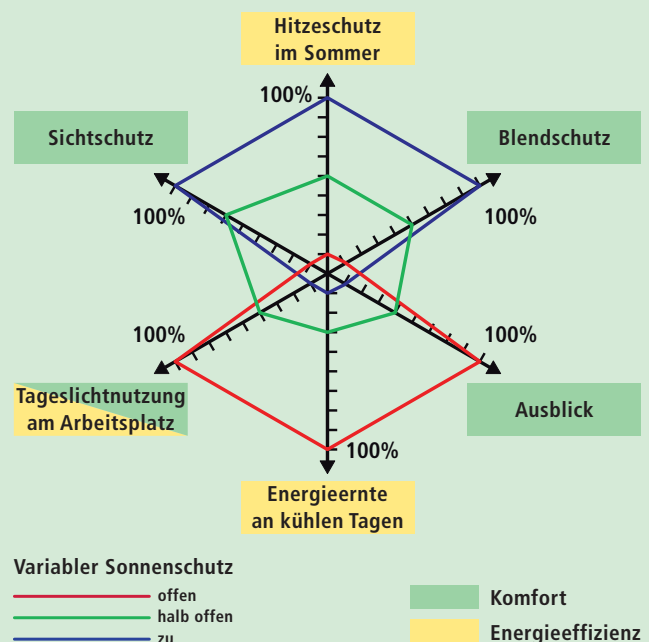 Hitzeschutz
im Sommer
100%
Sichtschutz
Blendschutz
100%
100%
100%
100%
Tageslichtnutzung
am Arbeitsplatz
Ausblick
100%
Energieernte
an kühlen Tagen
Variabler Sonnenschutz
offen
halb offen
zu
Komfort
Energieeffizienz